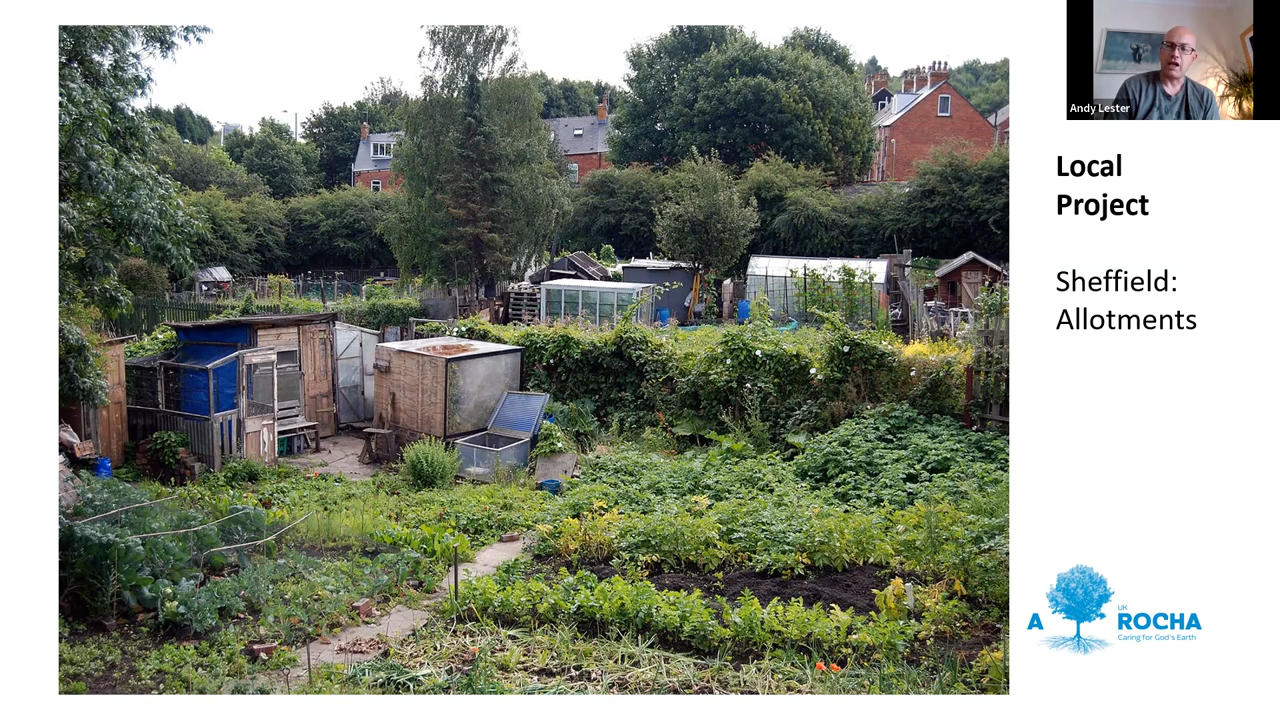 Andy Lester
Local
Project
Sheffield:
Allotments
UK
A ROCHA
Caring for God's Earth